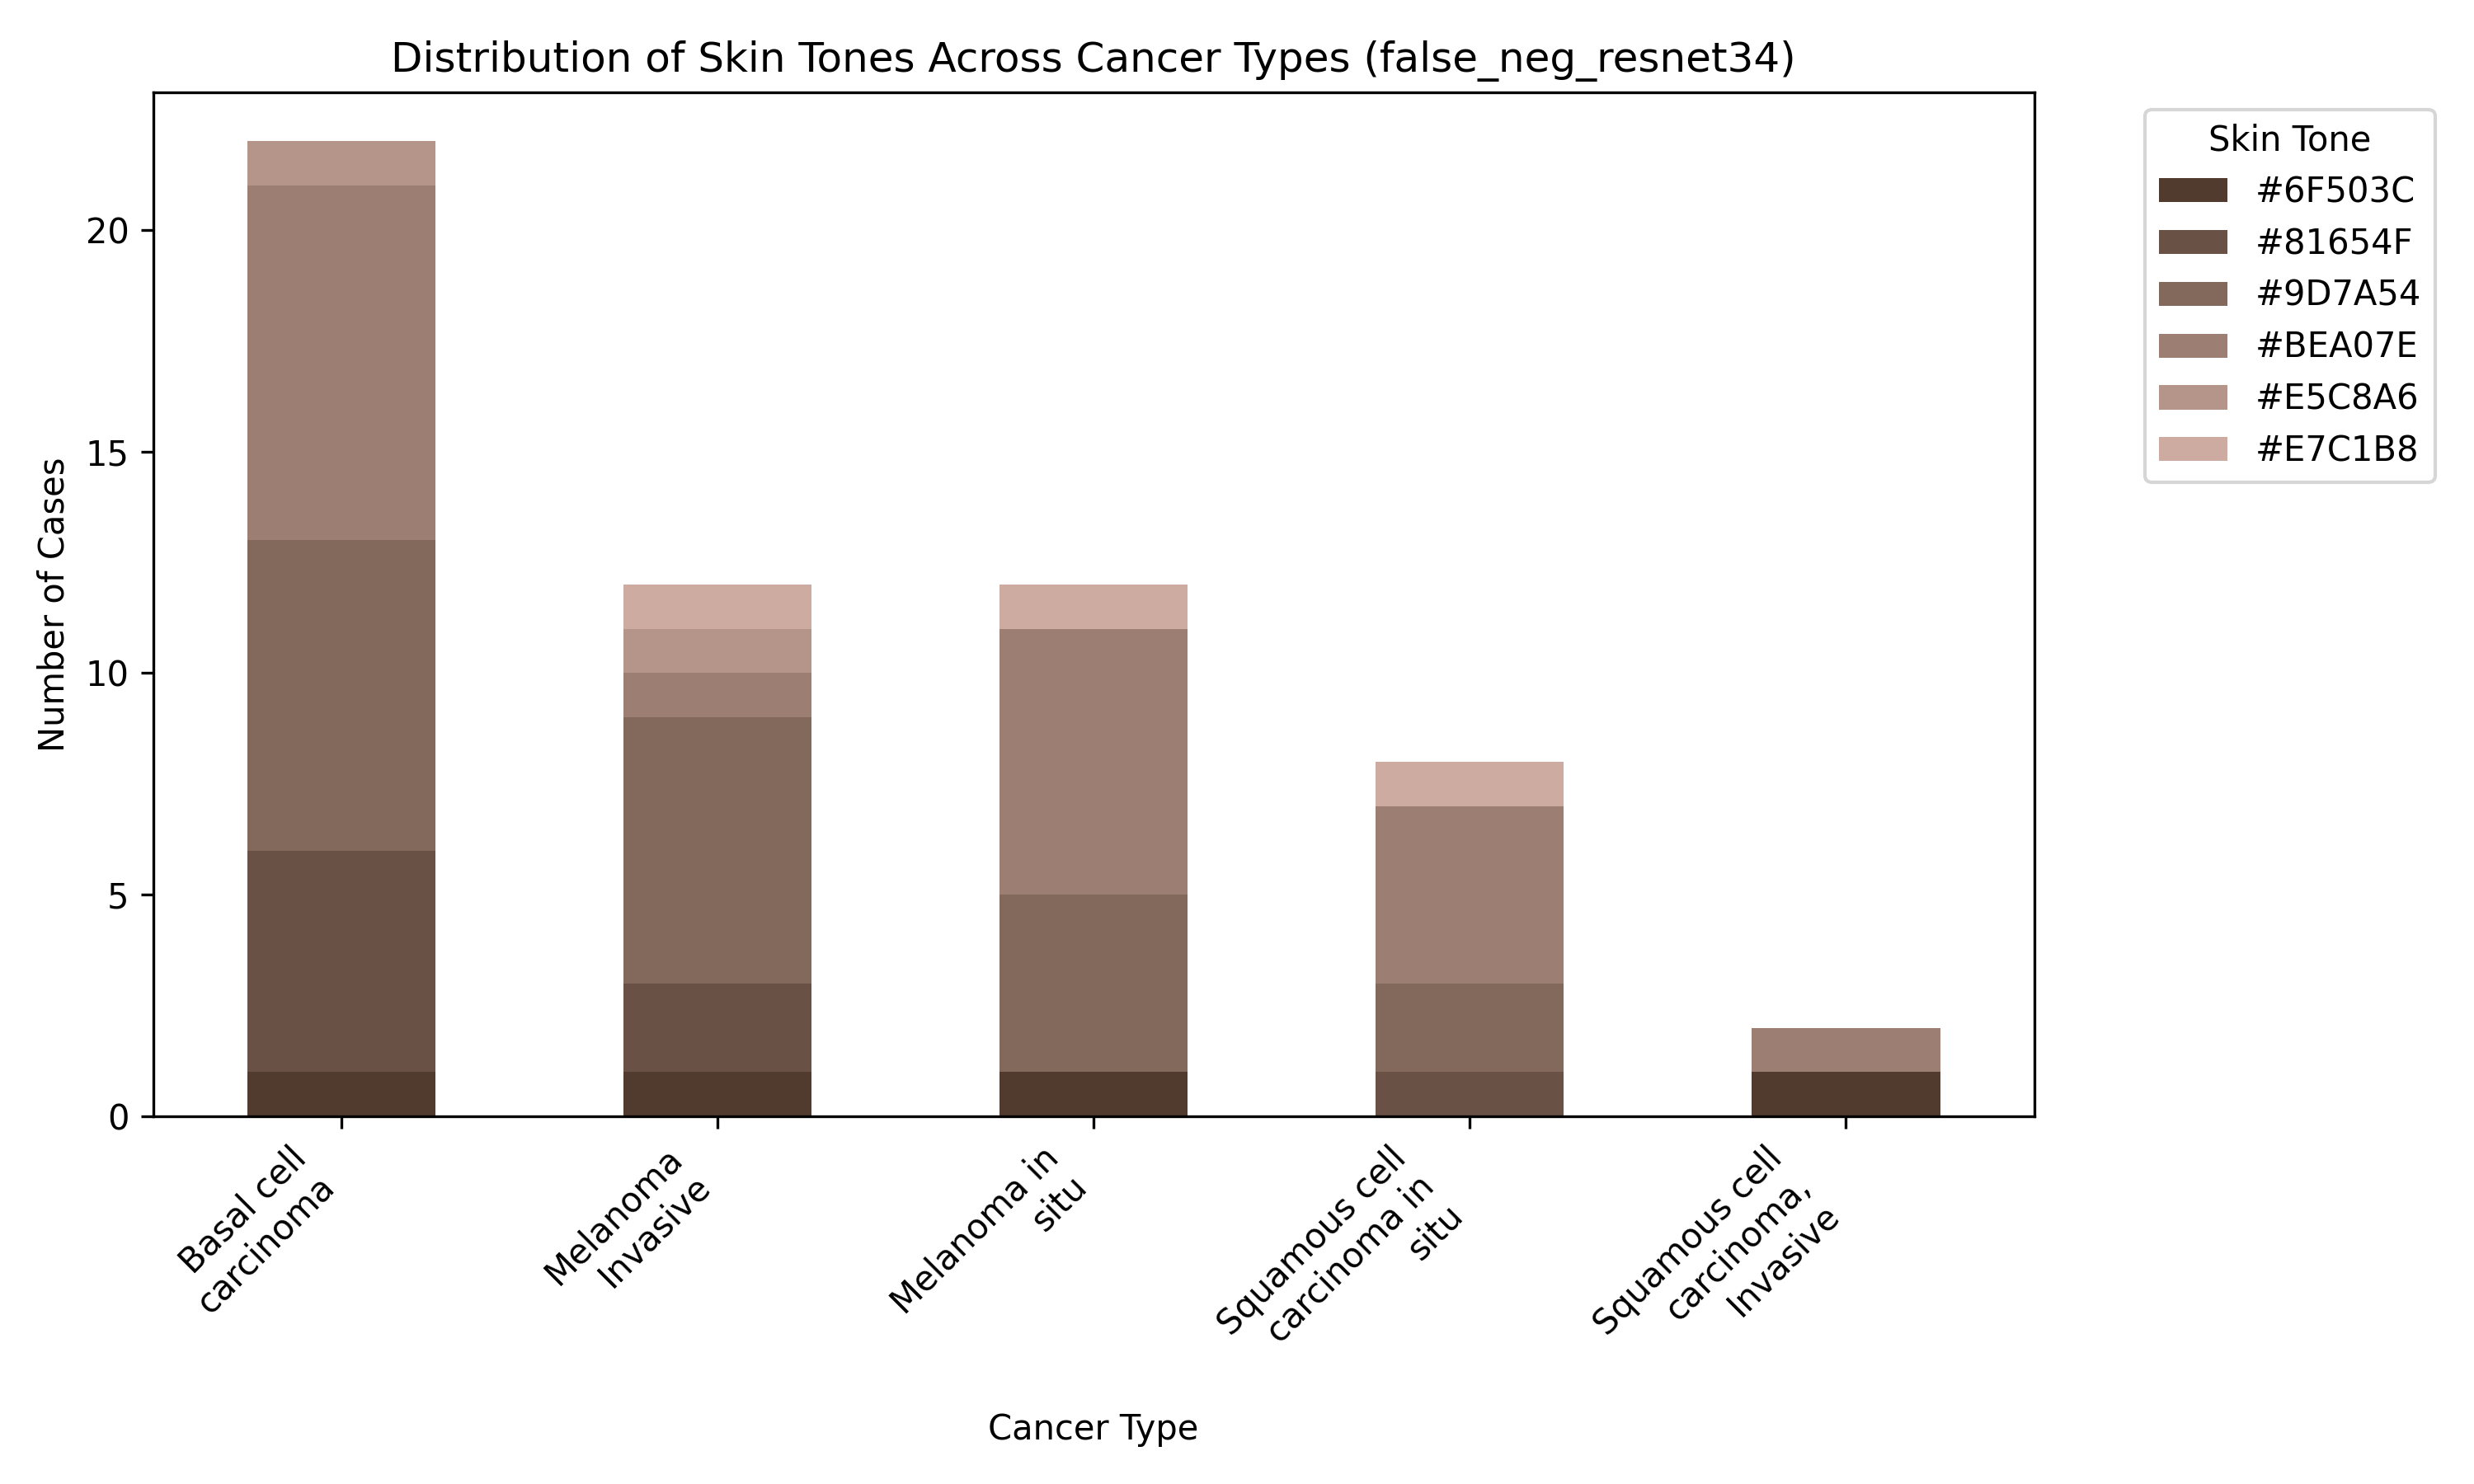 Distribution of Skin Tones Across Cancer Types (false_neg_resnet34)
Number of Cases
20
15
10
5
0
Basal cell
carcinoma
Melanoma
Invasive
Melanoma in
situ
Squamous cell
carcinoma in
situ
Squamous cell
carcinoma,
Invasive
Cancer Type
Skin Tone
#6F503C
#81654F
#9D7A54
#BEA07E
#E5C8A6
#E7C1B8